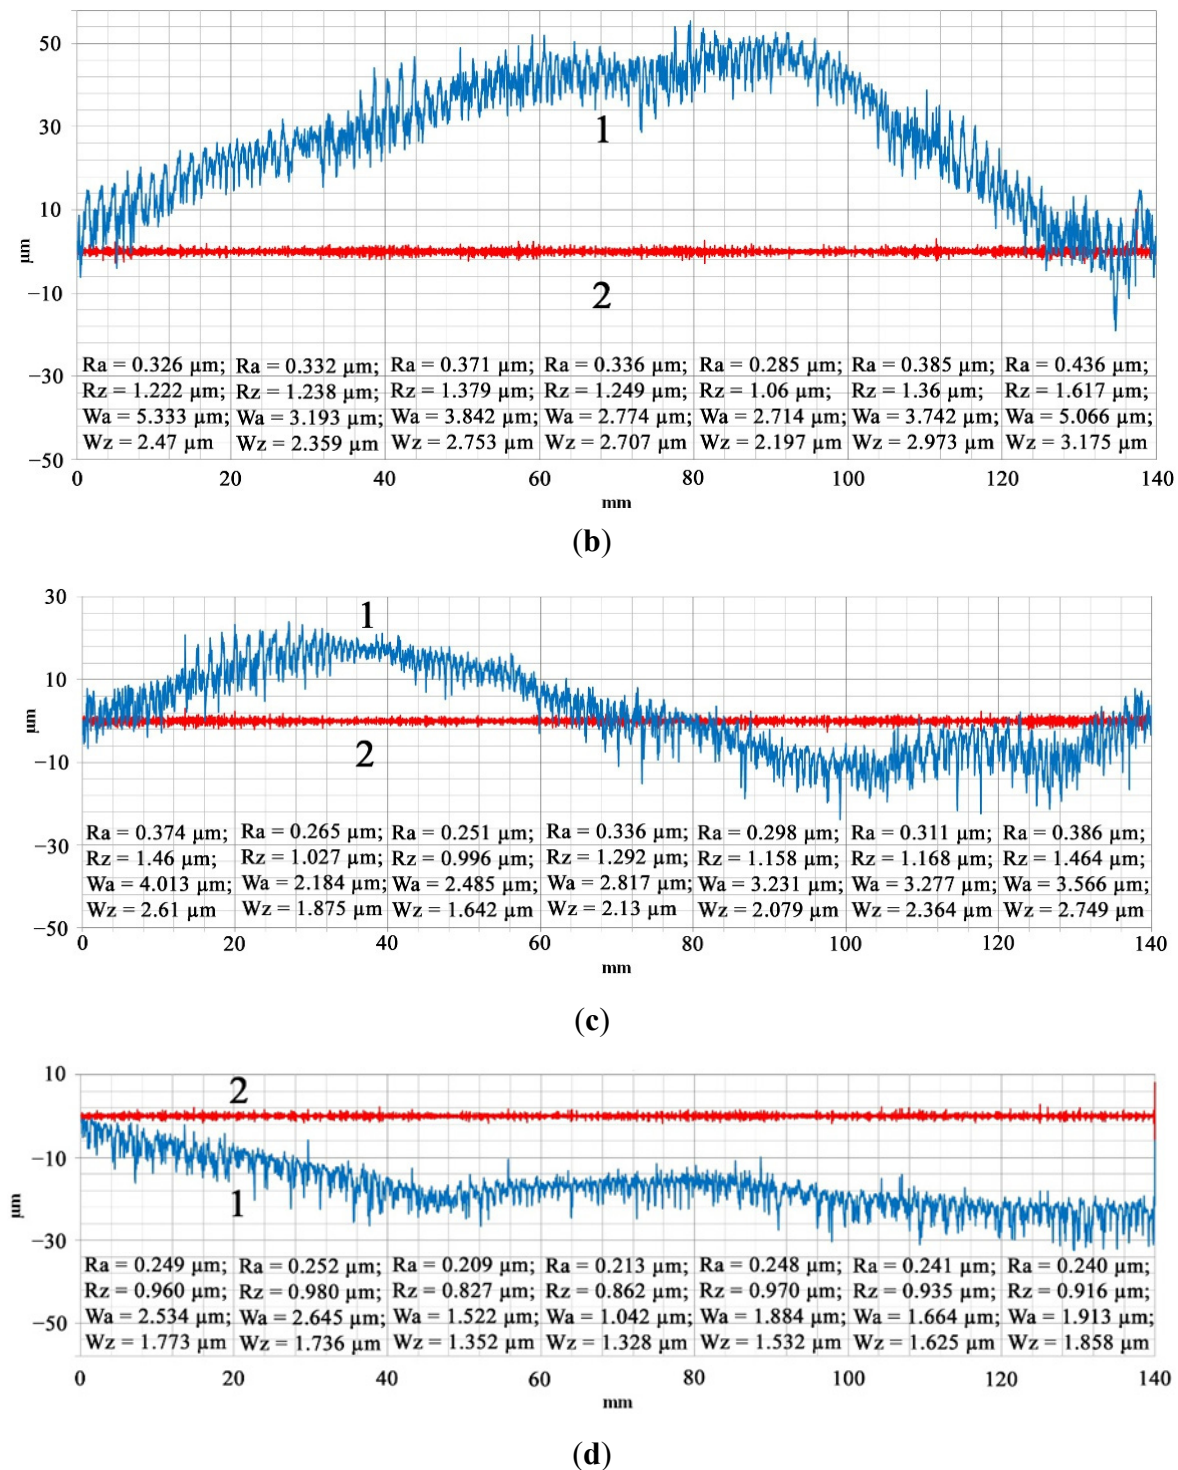 50
30
10
−10
−30
−50
µm
1
2
Ra = 0.326 µm; Ra = 0.332 µm; Ra = 0.371 µm; Ra = 0.336 µm; Ra = 0.285 µm; Ra = 0.385 µm; Ra = 0.436 µm;
Rz = 1.222 µm; Rz = 1.238 µm; Rz = 1.379 µm; Rz = 1.249 µm; Rz = 1.06 µm; Rz = 1.36 µm; Rz = 1.617 µm;
Wa = 5.333 µm; Wa = 3.193 µm; Wa = 3.842 µm; Wa = 2.774 µm; Wa = 2.714 µm; Wa = 3.742 µm; Wa = 5.066 µm;
Wz = 2.47 µm Wz = 2.359 µm Wz = 2.753 µm Wz = 2.707 µm Wz = 2.197 µm Wz = 2.973 µm Wz = 3.175 µm
0 20 40 60 80 100 120 140
mm
(b)
30
10
−10
−30
−50
µm
1
2
Ra = 0.374 µm; Ra = 0.265 µm; Ra = 0.251 µm; Ra = 0.336 µm; Ra = 0.298 µm; Ra = 0.311 µm; Ra = 0.386 µm;
Rz = 1.46 µm; Rz = 1.027 µm; Rz = 0.996 µm; Rz = 1.292 µm; Rz = 1.158 µm; Rz = 1.168 µm; Rz = 1.464 µm;
Wa = 4.013 µm; Wa = 2.184 µm; Wa = 2.485 µm; Wa = 2.817 µm; Wa = 3.231 µm; Wa = 3.277 µm; Wa = 3.566 µm;
Wz = 2.61 µm Wz = 1.875 µm Wz = 1.642 µm Wz = 2.13 µm Wz = 2.079 µm Wz = 2.364 µm Wz = 2.749 µm
0 20 40 60 80 100 120 140
mm
(c)
10
−10
−30
−50
µm
2
1
Ra = 0.249 µm; Ra = 0.252 µm; Ra = 0.209 µm; Ra = 0.213 µm; Ra = 0.248 µm; Ra = 0.241 µm; Ra = 0.240 µm;
Rz = 0.960 µm; Rz = 0.980 µm; Rz = 0.827 µm; Rz = 0.862 µm; Rz = 0.970 µm; Rz = 0.935 µm; Rz = 0.916 µm;
Wa = 2.534 µm; Wa = 2.645 µm; Wa = 1.522 µm; Wa = 1.042 µm; Wa = 1.884 µm; Wa = 1.664 µm; Wa = 1.913 µm;
Wz = 1.773 µm Wz = 1.736 µm Wz = 1.352 µm Wz = 1.328 µm Wz = 1.532 µm Wz = 1.625 µm Wz = 1.858 µm
0 20 40 60 80 100 120 140
mm
(d)